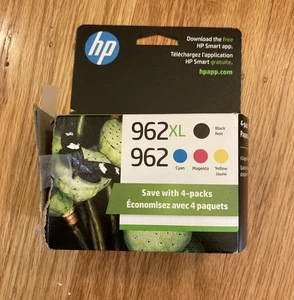 hp
Download the free
HP Smart app.
Téléchargez l'application
HP Smart gratuite.
hpapp.com
962XL
Black
Noir
962
Cyan
Magenta
Yellow
Jaune
Save with 4-packs
Économisez avec 4 paquets